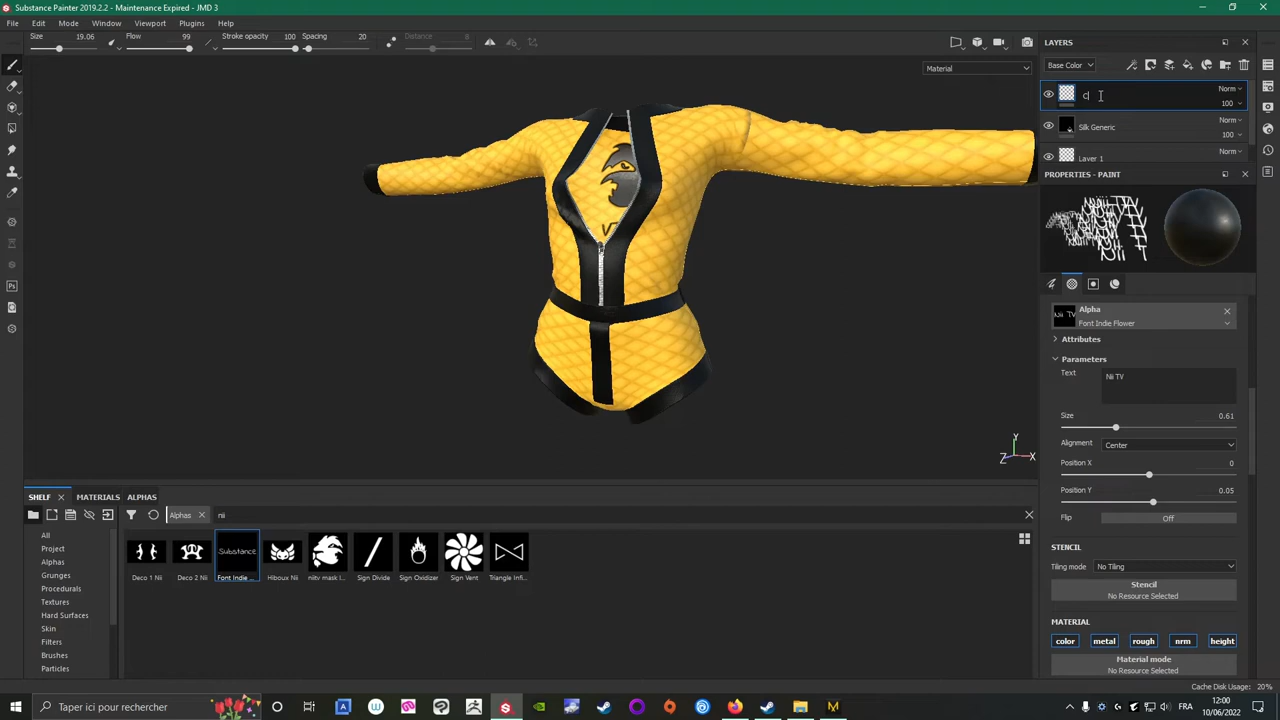 Substance Painter 2019.2.2 - Maintenance Expired - JMD 3
File Edit Mode Window Viewport Plugins Help
Size 19.06 Flow 99 Stroke opacity 100 Spacing 20 Distance 8
Material
LAYERS
Base Color
C
Norm
100
Silk Generic
Norm
100
Layer 1
Norm
PROPERTIES - PAINT
Alpha
Font Indie Flower
Attributes
Parameters
Text
Nii TV
Size 0.61
Alignment Center
Position X 0
Position Y 0.05
Flip Off
STENCIL
Tiling mode No Tiling
Stencil
No Resource Selected
MATERIAL
color metal rough nrm height
Material mode
No Resource Selected
Y
Z X
SHELF MATERIALS ALPHAS
Alphas nii
All
Project
Alphas
Grunges
Procedurals
Textures
Hard Surfaces
Skin
Filters
Brushes
Particles
Substance
Deco 1 Nii Deco 2 Nii Font Indie ... Hiboux Nii niitv mask l... Sign Divide Sign Oxidizer Sign Vent Triangle Infi...
Cache Disk Usage: 20%
Taper ici pour rechercher
FRA
12:00
10/06/2022